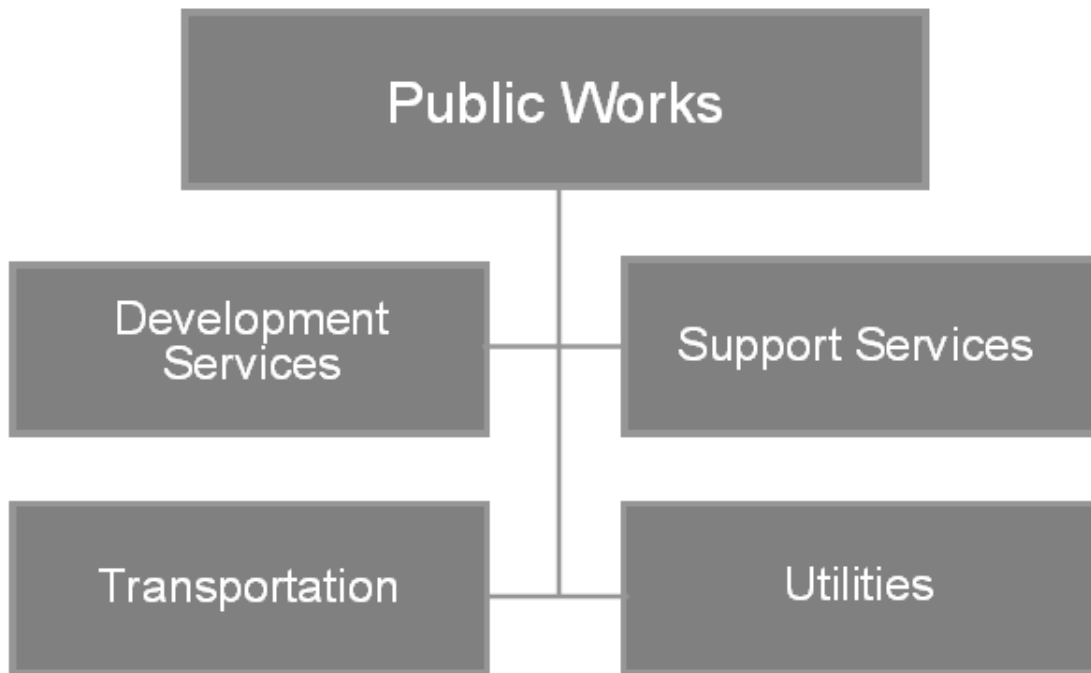 Public Works
Development
Services
Support Services
Transportation
Utilities